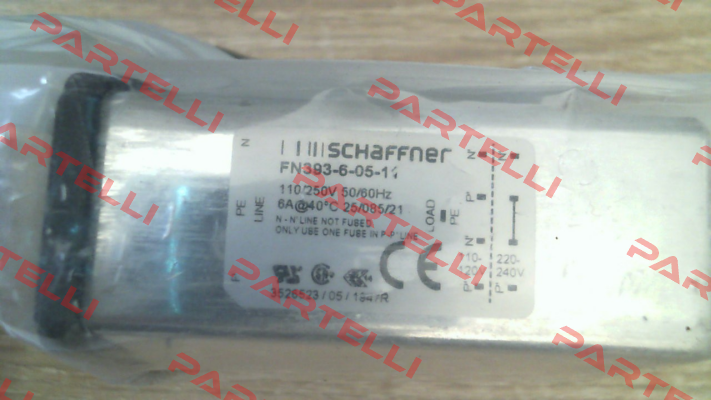 PARTELLI
PARTELLI
PARTELLI
PARTELLI
PARTELLI
PARTELLI
PARTELLI
PARTELLI
SCHAFFNER
FN393-6-05-11
110/250V 50/60Hz
6A@40°C 25/085/21
N - N' LINE NOT FUSED
ONLY USE ONE FUSE IN P-P' LINE
N
PE
LINE
P
LOAD
PE
N'
N'
P'
N'
110-
120V
220-
240V
P'
P'
CE